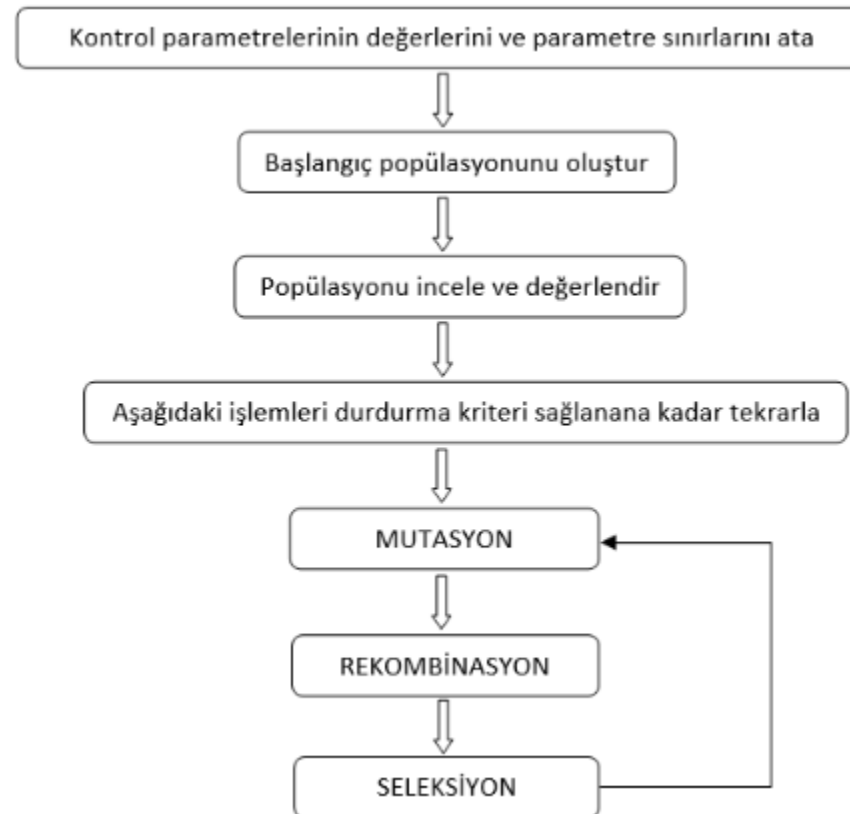 Kontrol parametrelerinin değerlerini ve parametre sınırlarını ata
Başlangıç popülasyonunu oluştur
Popülasyonu incele ve değerlendir
Aşağıdaki işlemleri durdurma kriteri sağlanana kadar tekrarla
MUTASYON
REKOMBİNASYON
SELEKSİYON